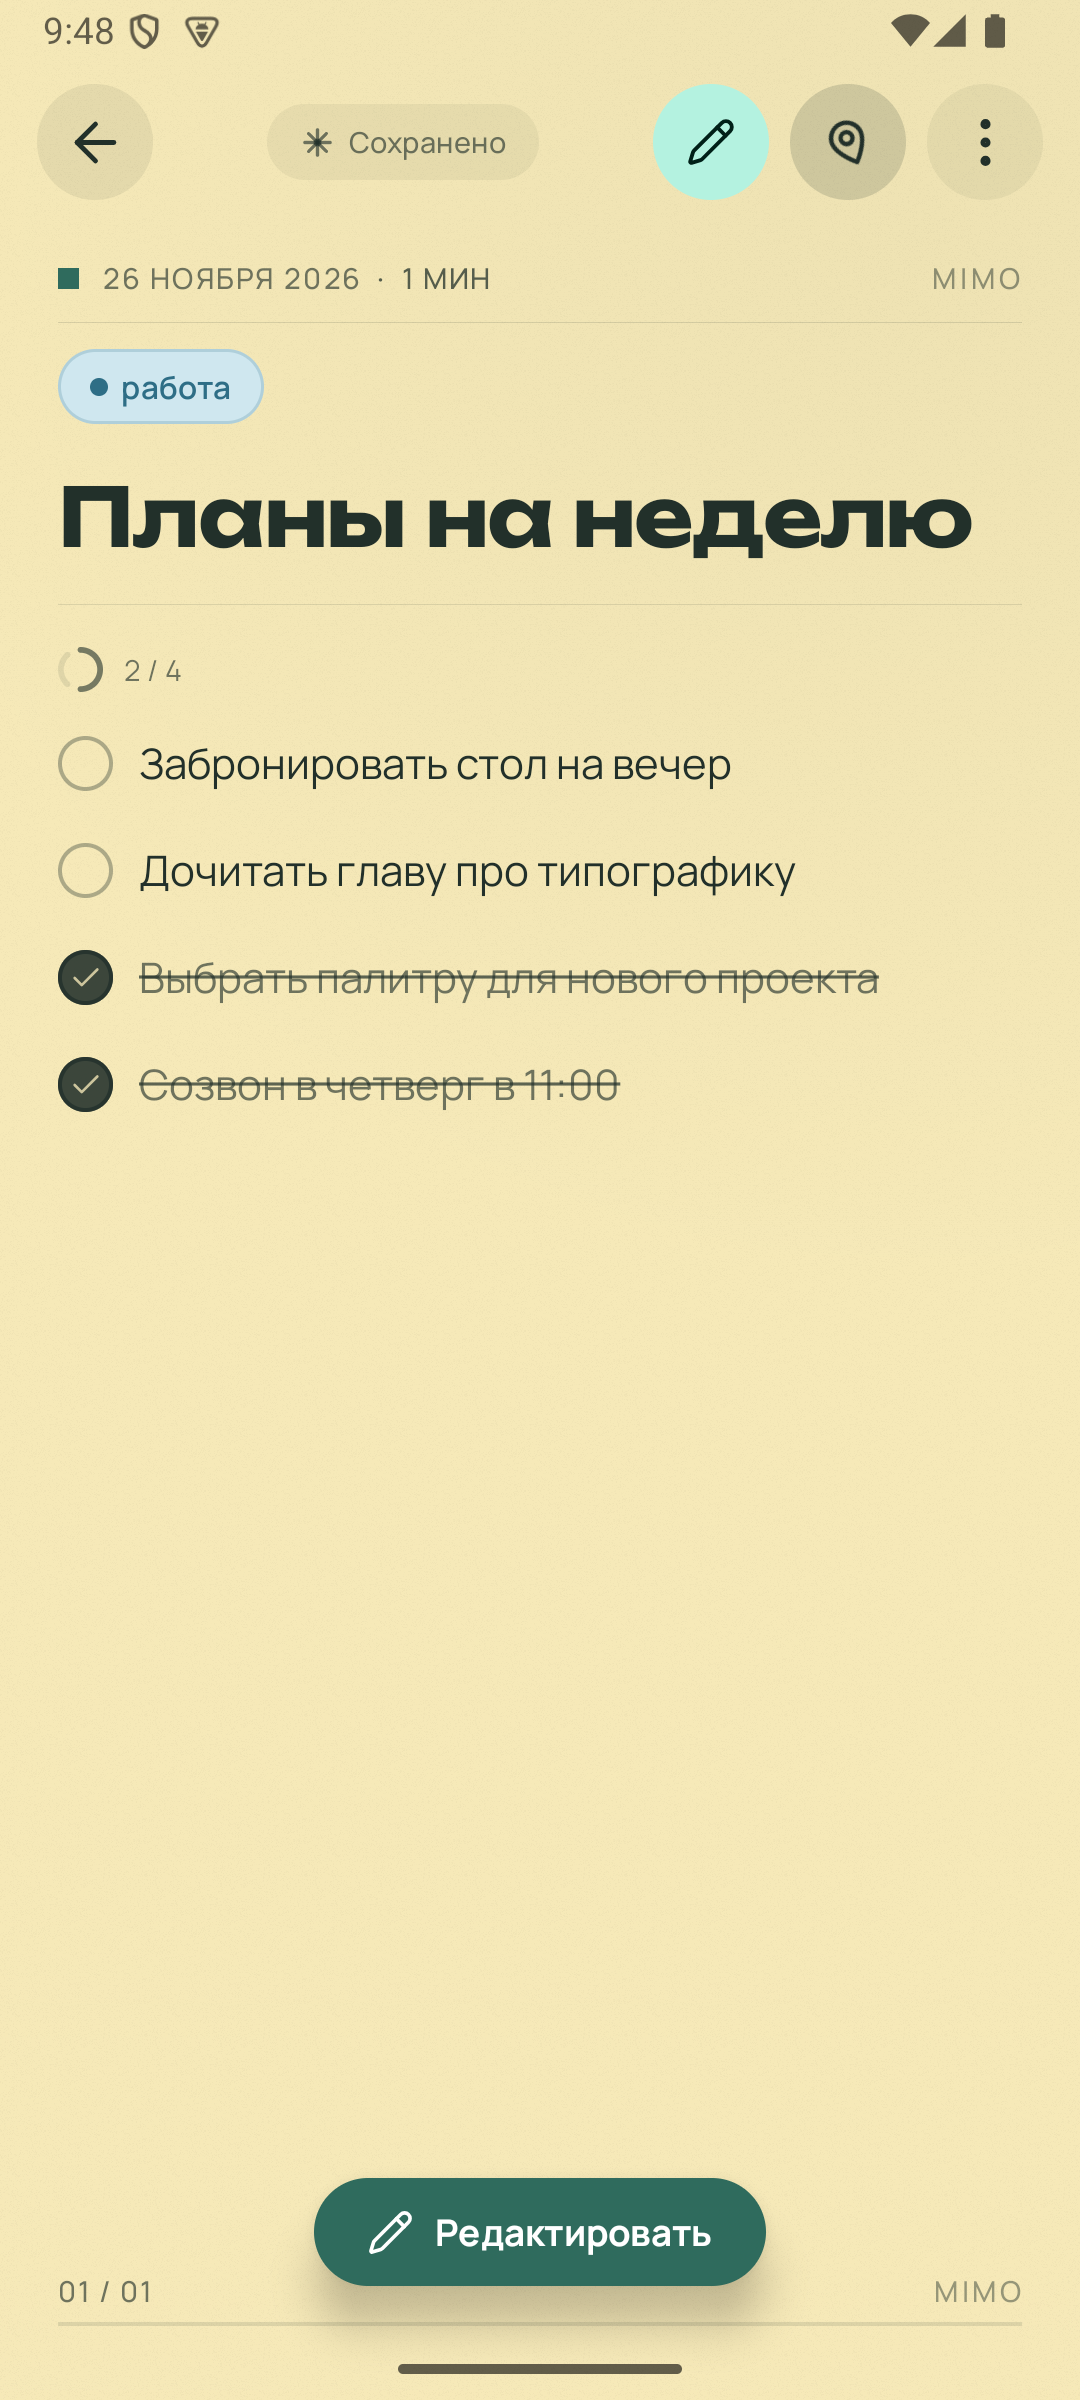 9:48
Сохранено
26 НОЯБРЯ 2026 · 1 МИН
MIMO
работа
Планы на неделю
2 / 4
Забронировать стол на вечер
Дочитать главу про типографику
Выбрать палитру для нового проекта
Созвон в четверг в 11:00
Редактировать
01 / 01
MIMO